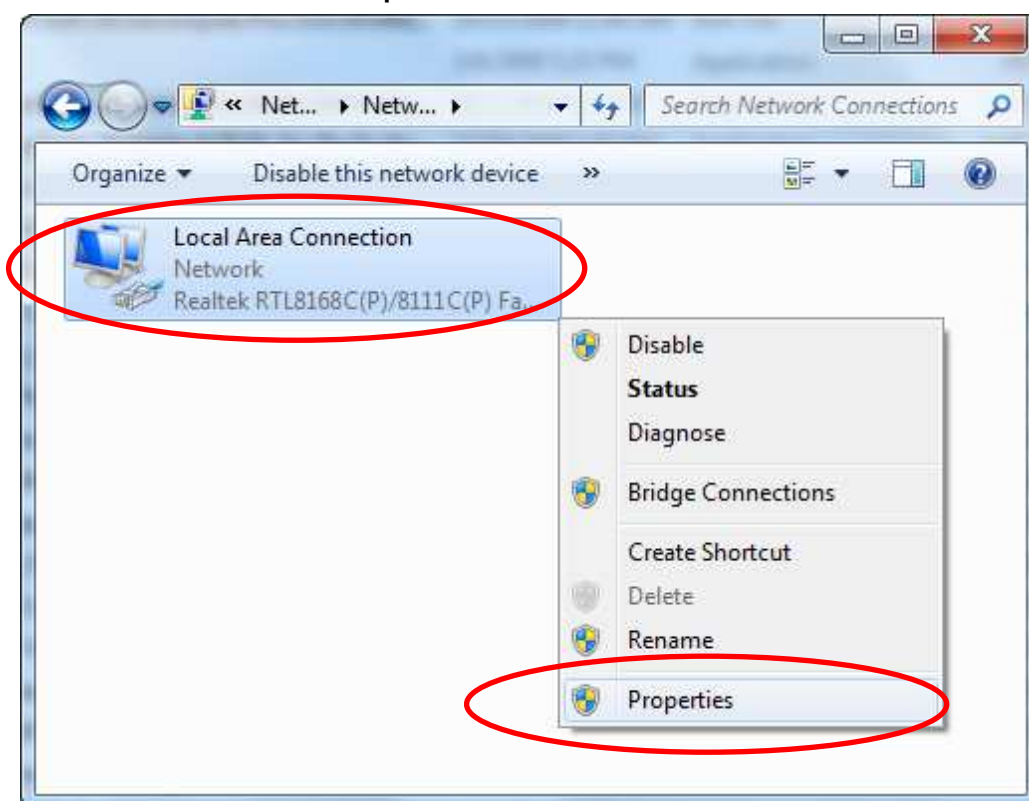 « Net... Netw...
Search Network Connections
Organize Disable this network device »
Local Area Connection
Network
Realtek RTL8168C(P)/8111C(P) Fa...
Disable
Status
Diagnose
Bridge Connections
Create Shortcut
Delete
Rename
Properties